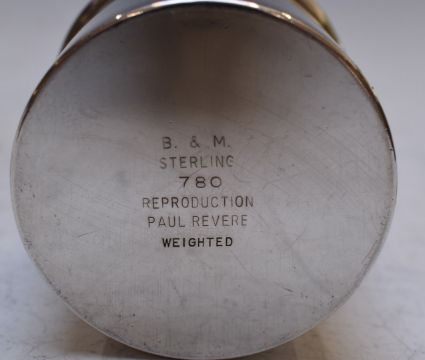 B. & M.
STERLING
780
REPRODUCTION
PAUL REVERE
WEIGHTED